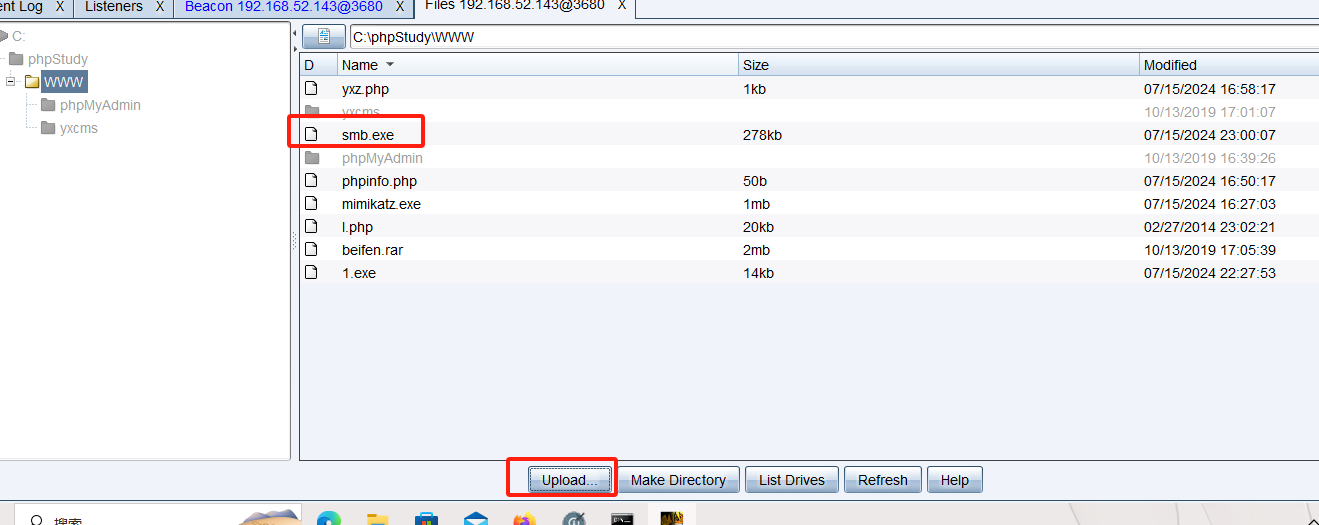 ent Log X Listeners X Beacon 192.168.52.143@3680 X Files 192.168.52.143@3680 X
C:
phpStudy
WWW
phpMyAdmin
yxcms
C:\phpStudy\WWW
D Name Size Modified
yxz.php 1kb 07/15/2024 16:58:17
yxcms 10/13/2019 17:01:07
smb.exe 278kb 07/15/2024 23:00:07
phpMyAdmin 10/13/2019 16:39:26
phpinfo.php 50b 07/15/2024 16:50:17
mimikatz.exe 1mb 07/15/2024 16:27:03
l.php 20kb 02/27/2014 23:02:21
beifen.rar 2mb 10/13/2019 17:05:39
1.exe 14kb 07/15/2024 22:27:53
Upload... Make Directory List Drives Refresh Help
搜索